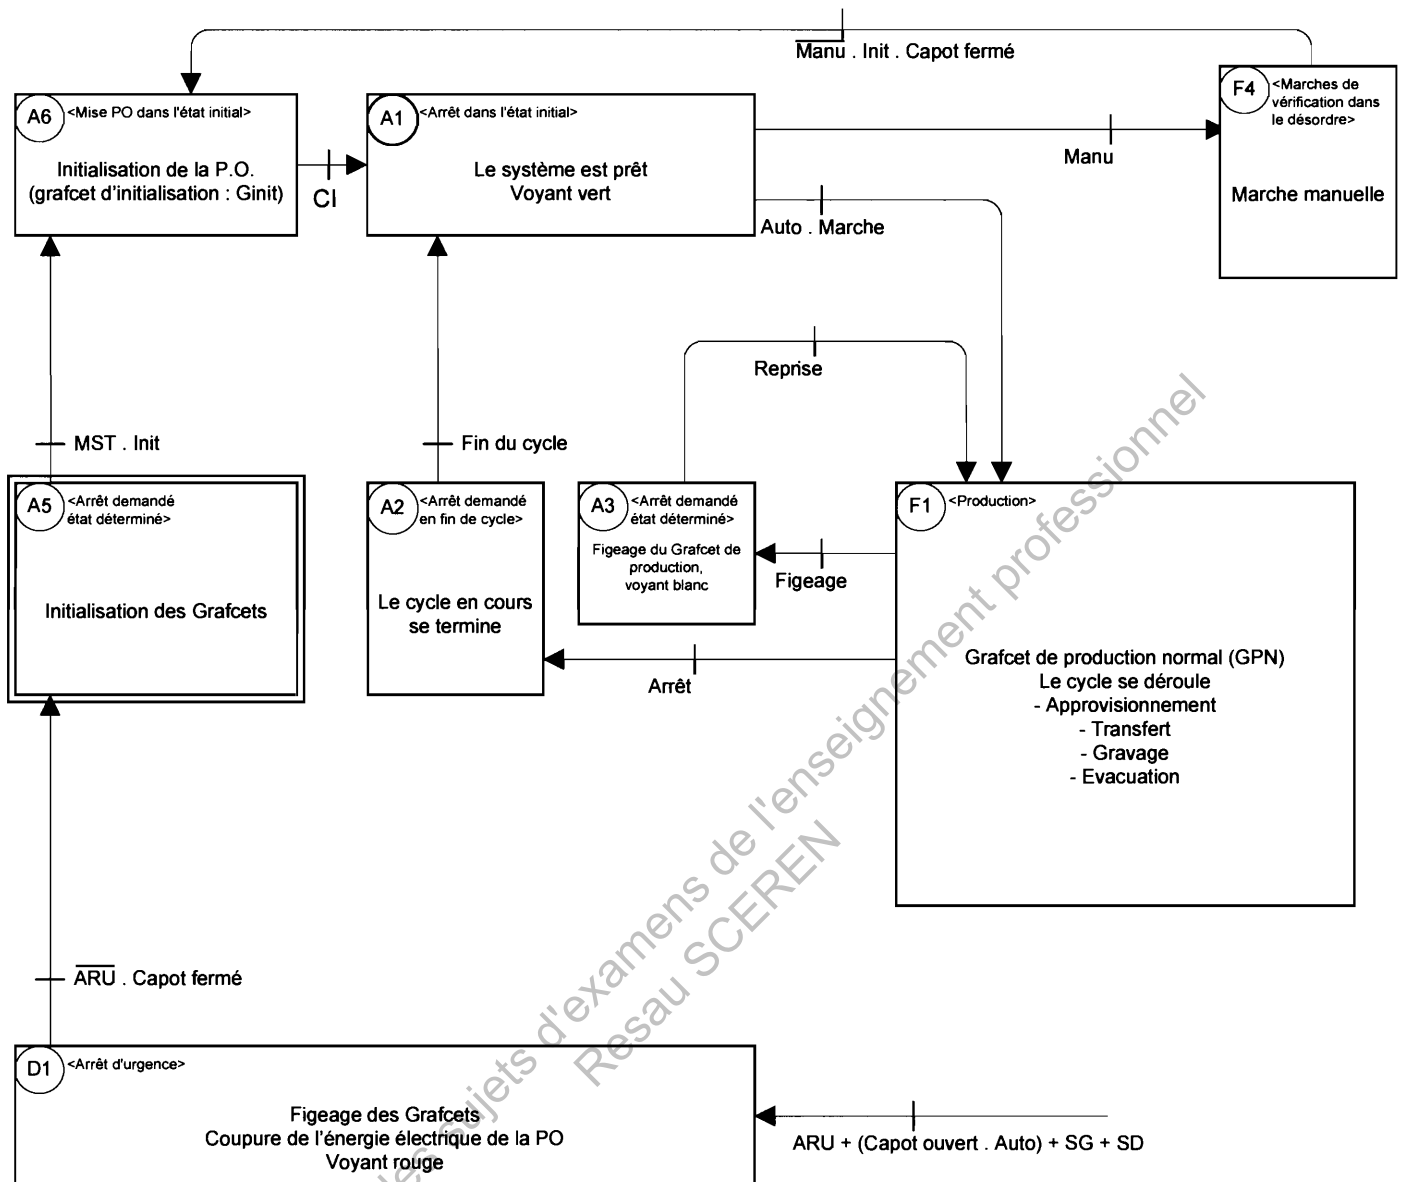 Manu . Init . Capot fermé
A6
<Mise PO dans l'état initial>
Initialisation de la P.O.
(grafcet d'initialisation : Ginit)
CI
A1
<Arrêt dans l'état initial>
Le système est prêt
Voyant vert
Manu
Auto . Marche
F4
<Marches de
vérification dans
le désordre>
Marche manuelle
Reprise
MST . Init
Fin du cycle
A5
<Arrêt demandé
état déterminé>
Initialisation des Grafcets
A2
<Arrêt demandé
en fin de cycle>
Le cycle en cours
se termine
A3
<Arrêt demandé
état déterminé>
Figeage du Grafcet de
production,
voyant blanc
Figeage
Arrêt
F1
<Production>
Grafcet de production normal (GPN)
Le cycle se déroule
- Approvisionnement
- Transfert
- Gravage
- Evacuation
ARU . Capot fermé
D1
<Arrêt d'urgence>
Figeage des Grafcets
Coupure de l'énergie électrique de la PO
Voyant rouge
ARU + (Capot ouvert . Auto) + SG + SD
des sujets d'examens de l'enseignement professionnel
Resau SCEREN